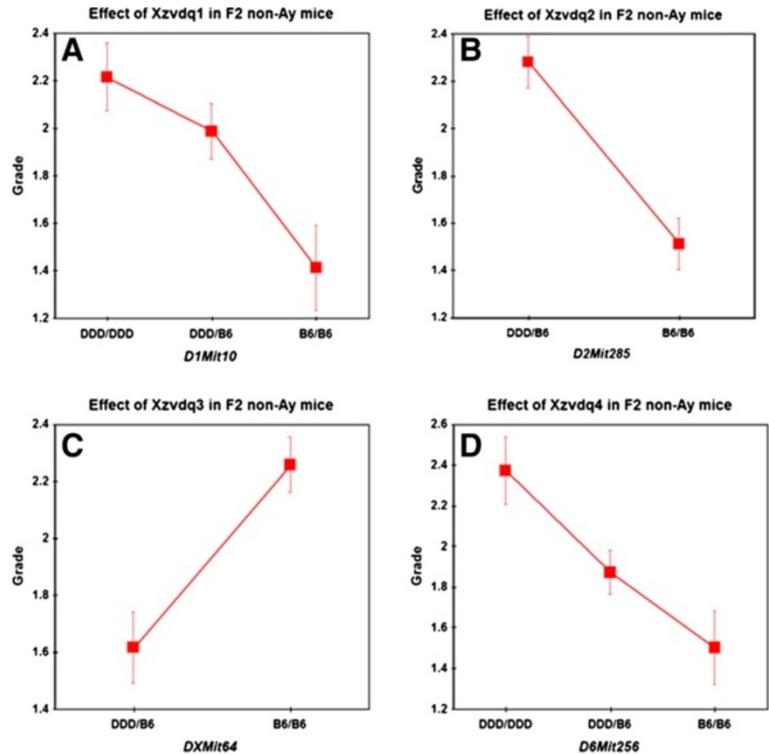 Effect of Xzvdq1 in F2 non-Ay mice
A
2.4
2.2
2
1.8
1.6
1.4
1.2
Grade
DDD/DDD DDD/B6 B6/B6
D1Mit10
Effect of Xzvdq2 in F2 non-Ay mice
B
2.4
2.2
2
1.8
1.6
1.4
1.2
Grade
DDD/B6 B6/B6
D2Mit285
Effect of Xzvdq3 in F2 non-Ay mice
C
2.4
2.2
2
1.8
1.6
1.4
Grade
DDD/B6 B6/B6
DXMit64
Effect of Xzvdq4 in F2 non-Ay mice
D
2.6
2.4
2.2
2
1.8
1.6
1.4
1.2
Grade
DDD/DDD DDD/B6 B6/B6
D6Mit256